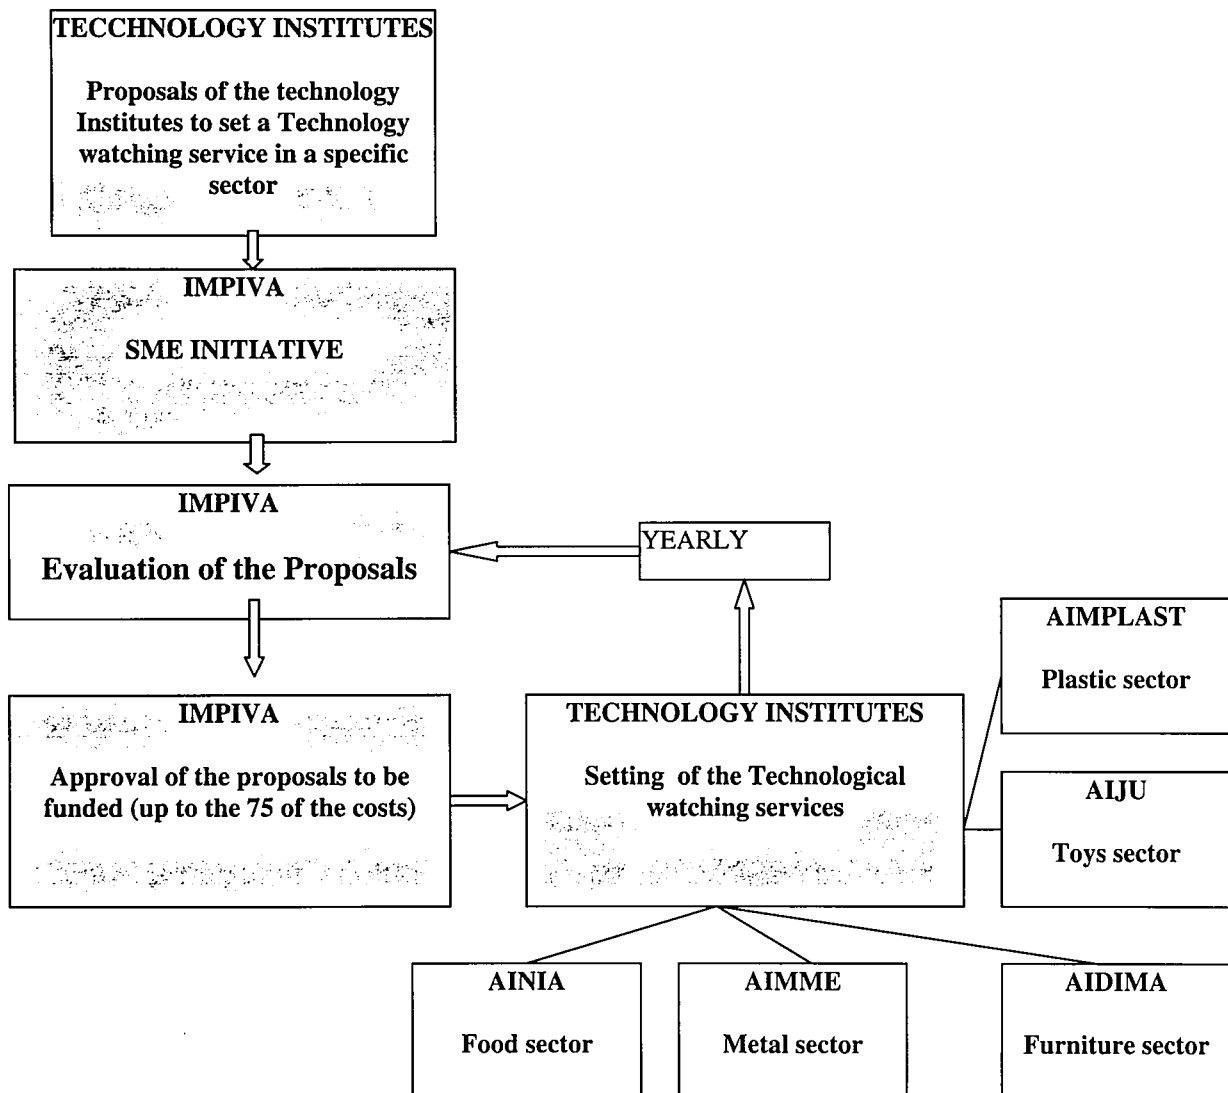 TECCHNOLOGY INSTITUTES
Proposals of the technology
Institutes to set a Technology
watching service in a specific
sector
IMPIVA
SME INITIATIVE
IMPIVA
Evaluation of the Proposals
YEARLY
IMPIVA
Approval of the proposals to be
funded (up to the 75 of the costs)
TECHNOLOGY INSTITUTES
Setting of the Technological
watching services
AIMPLAST
Plastic sector
AIJU
Toys sector
AINIA
Food sector
AIMME
Metal sector
AIDIMA
Furniture sector